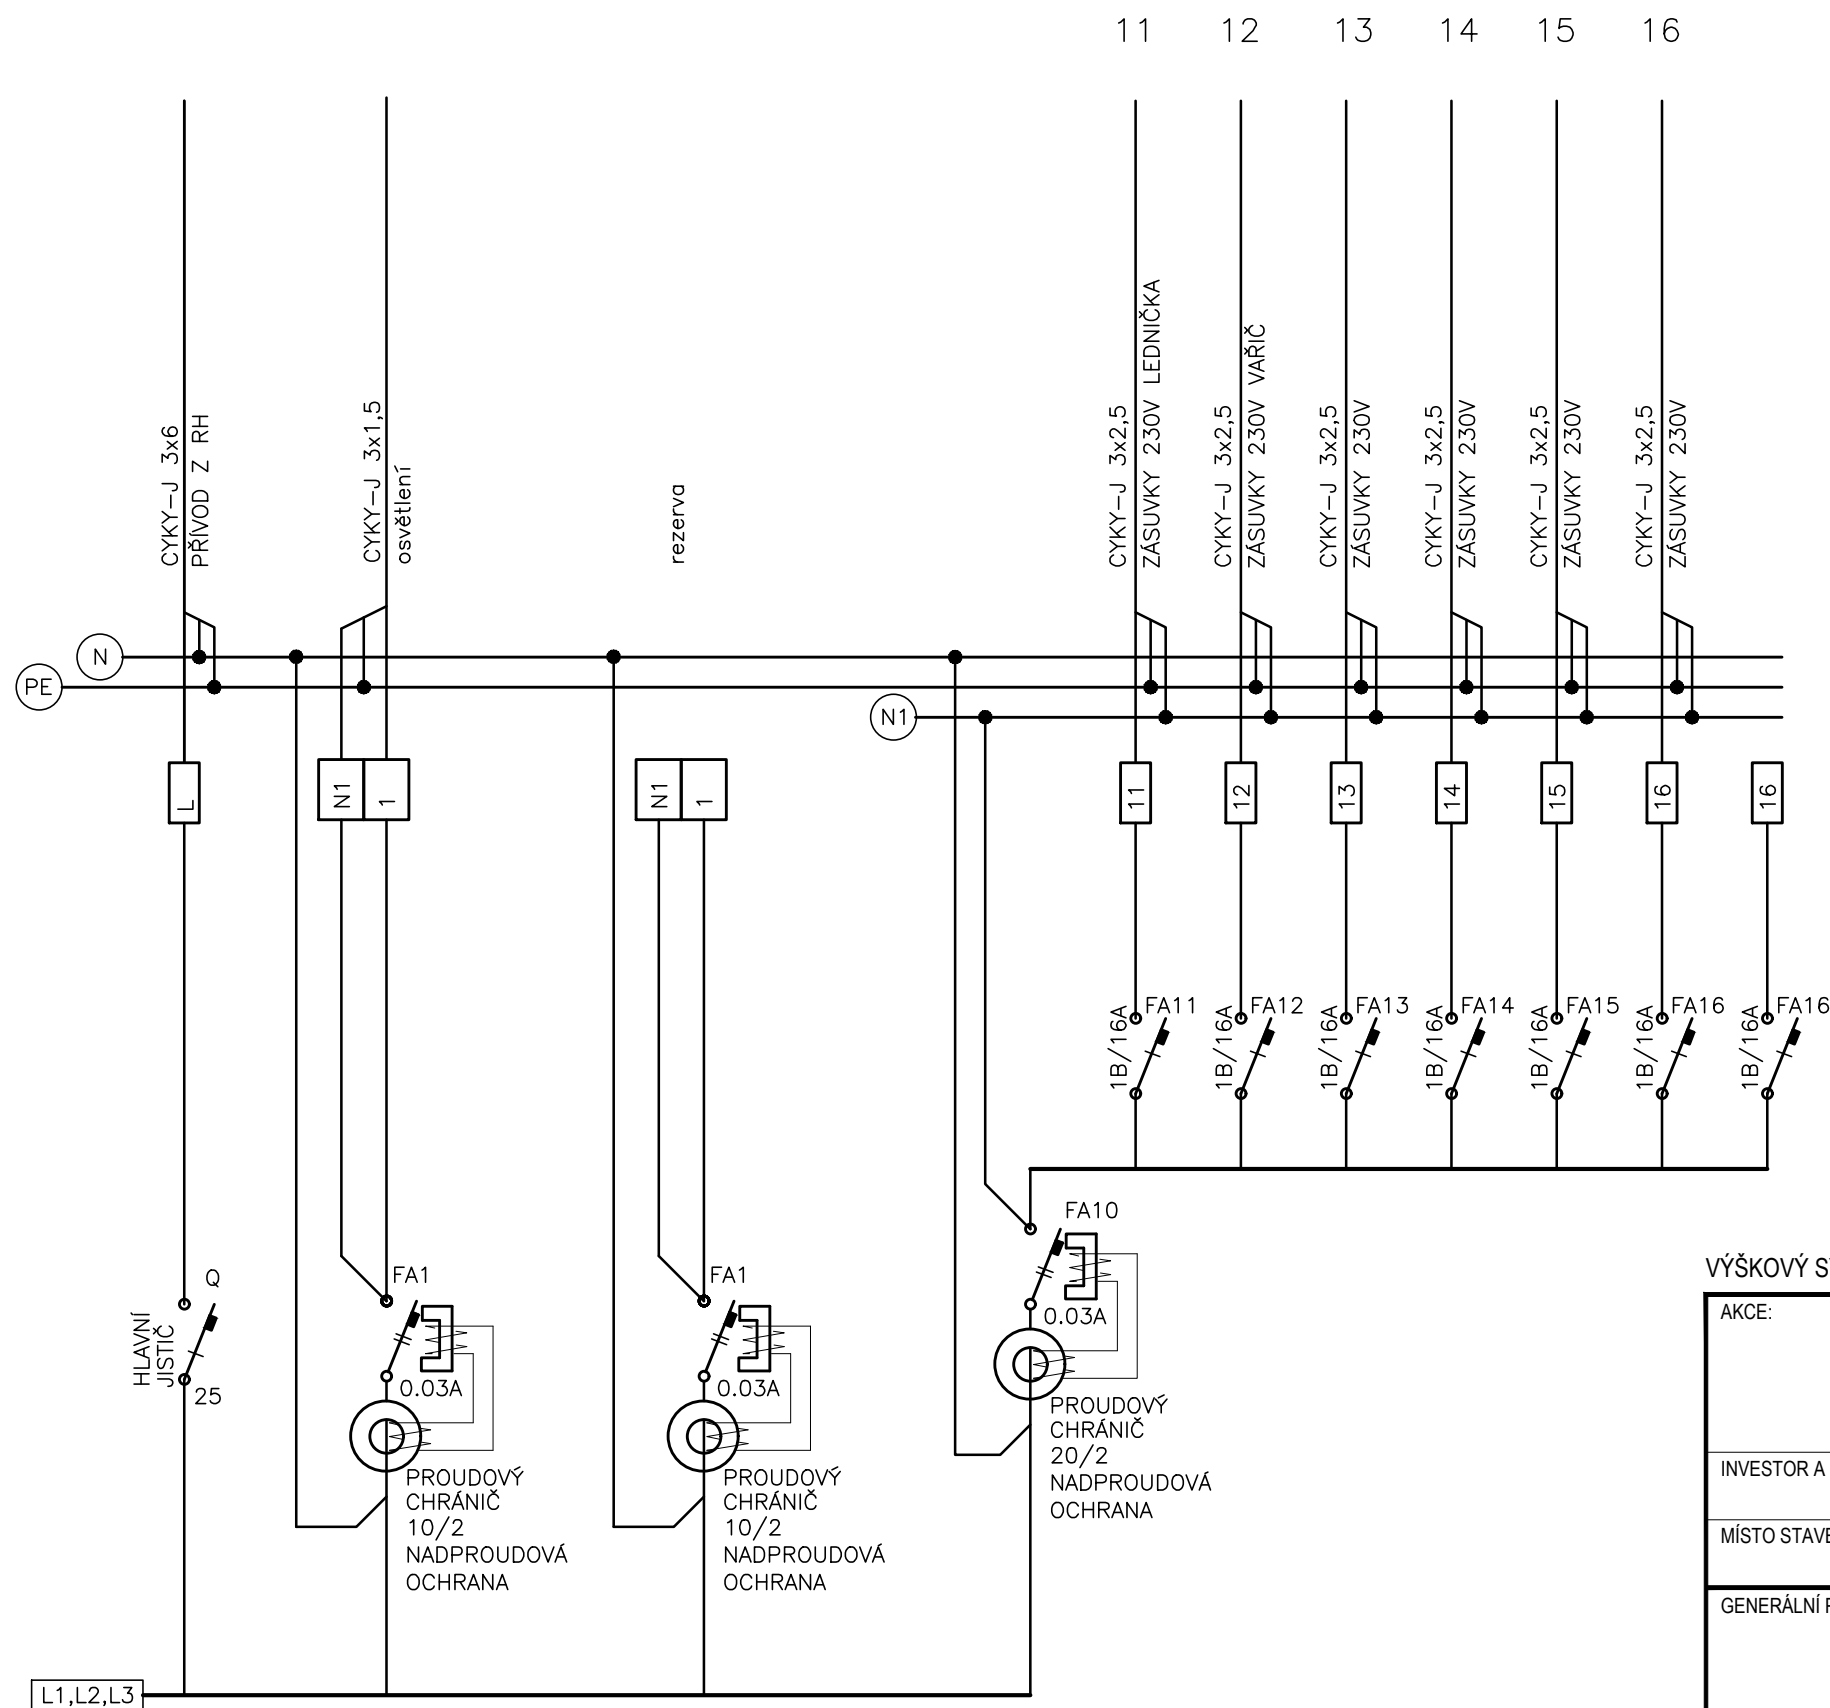 11 12 13 14 15 16
CYKY-J 3x6
PŘÍVOD Z RH
CYKY-J 3x1,5
osvětlení
rezerva
CYKY-J 3x2,5
ZÁSUVKY 230V LEDNIČKA
CYKY-J 3x2,5
ZÁSUVKY 230V VAŘIČ
CYKY-J 3x2,5
ZÁSUVKY 230V
CYKY-J 3x2,5
ZÁSUVKY 230V
CYKY-J 3x2,5
ZÁSUVKY 230V
CYKY-J 3x2,5
ZÁSUVKY 230V
N
PE
N1
L
N1 1
N1 1
11 12 13 14 15 16 16
1B/16A FA11
1B/16A FA12
1B/16A FA13
1B/16A FA14
1B/16A FA15
1B/16A FA16
1B/16A FA16
HLAVNÍ
JISTIČ
Q
25
FA1
0.03A
PROUDOVÝ
CHRÁNIČ
10/2
NADPROUDOVÁ
OCHRANA
FA1
0.03A
PROUDOVÝ
CHRÁNIČ
10/2
NADPROUDOVÁ
OCHRANA
FA10
0.03A
PROUDOVÝ
CHRÁNIČ
20/2
NADPROUDOVÁ
OCHRANA
L1,L2,L3
VÝŠKOVÝ S
AKCE:
INVESTOR A
MÍSTO STAVE
GENERÁLNÍ